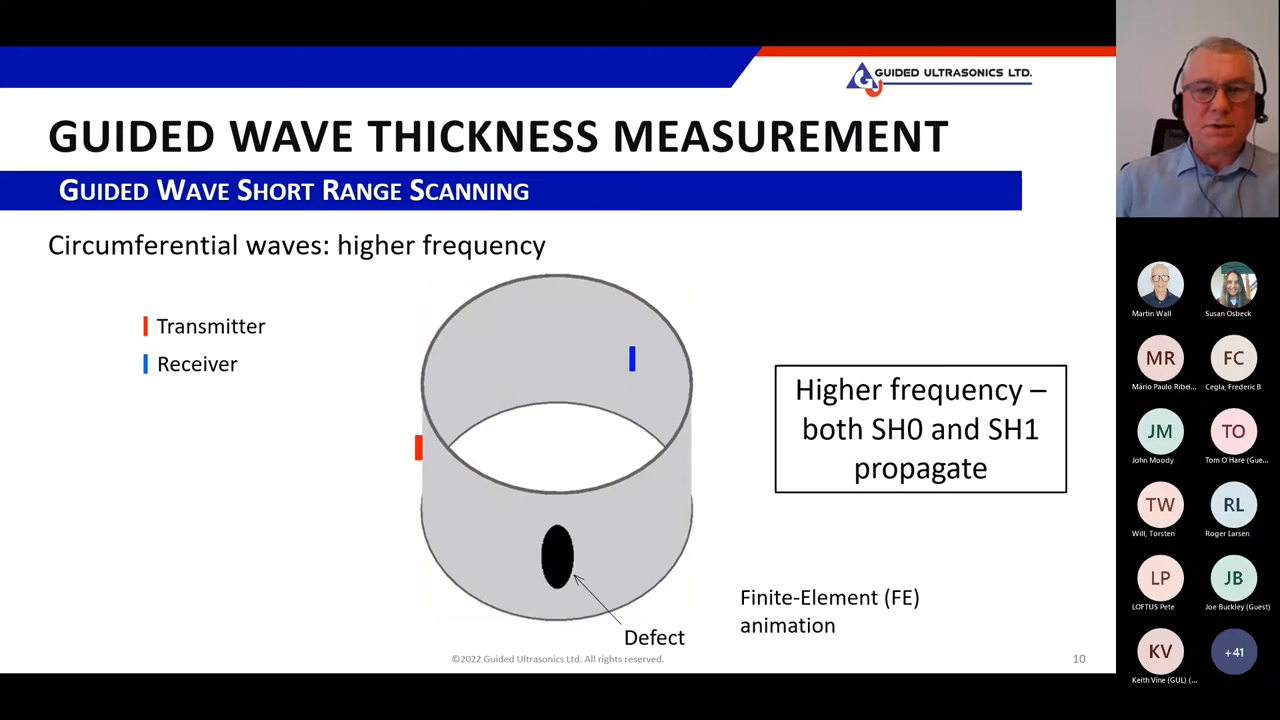 GUIDED ULTRASONICS LTD.
GUIDED WAVE THICKNESS MEASUREMENT
GUIDED WAVE SHORT RANGE SCANNING
Circumferential waves: higher frequency
Transmitter
Receiver
Higher frequency –
both SH0 and SH1
propagate
Defect
Finite-Element (FE)
animation
©2022 Guided Ultrasonics Ltd. All rights reserved.
10
Martin Wall
Susan Osbeck
MR
FC
Mário Paulo Ribei...
Cegla, Frederic B
JM
TO
John Moody
Tom O'Hare (Gue...
TW
RL
Will, Torsten
Roger Larsen
LP
JB
LOFTUS Pete
Joe Buckley (Guest)
KV
+41
Keith Vine (GUL) (...